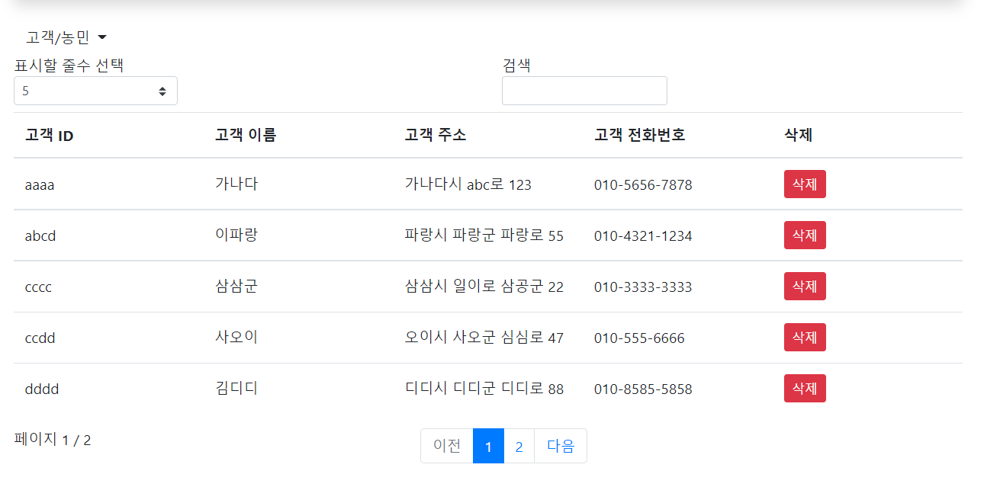 고객/농민
표시할 줄수 선택 검색
5
고객 ID 고객 이름 고객 주소 고객 전화번호 삭제
aaaa 가나다 가나다시 abc로 123 010-5656-7878 삭제
abcd 이파랑 파랑시 파랑군 파랑로 55 010-4321-1234 삭제
cccc 삼삼군 삼삼시 일이로 삼공군 22 010-3333-3333 삭제
ccdd 사오이 오이시 사오군 심심로 47 010-555-6666 삭제
dddd 김디디 디디시 디디군 디디로 88 010-8585-5858 삭제
페이지 1 / 2 이전 1 2 다음